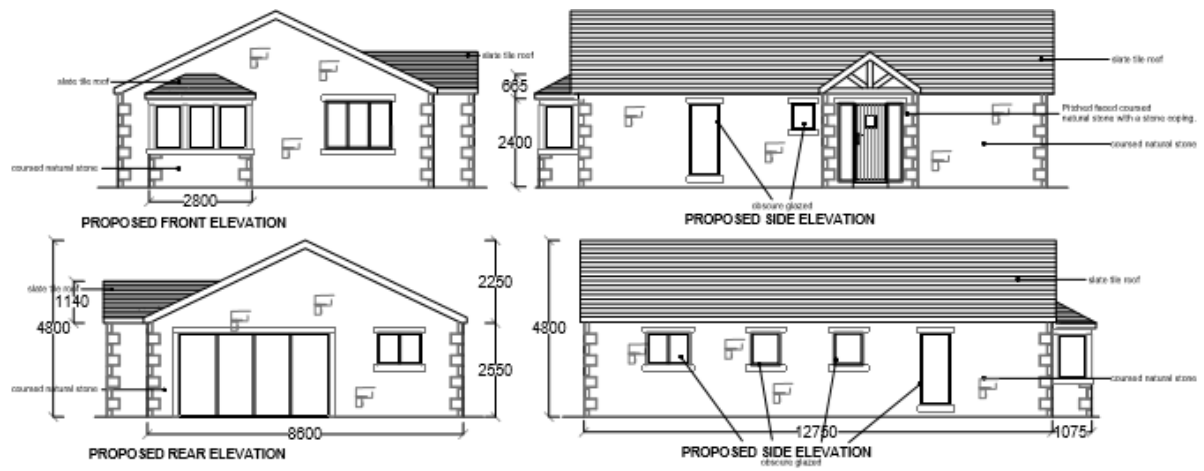 slate tile roof
slate tile roof
coursed natural stone
2800
PROPOSED FRONT ELEVATION
665
2400
slate tile roof
Pitched faced coursed
natural stone with a stone coping.
coursed natural stone
obscure glazed
PROPOSED SIDE ELEVATION
slate tile roof
1140
4800
2250
2550
coursed natural stone
8600
PROPOSED REAR ELEVATION
4800
slate tile roof
coursed natural stone
12750
1075
PROPOSED SIDE ELEVATION
obscure glazed